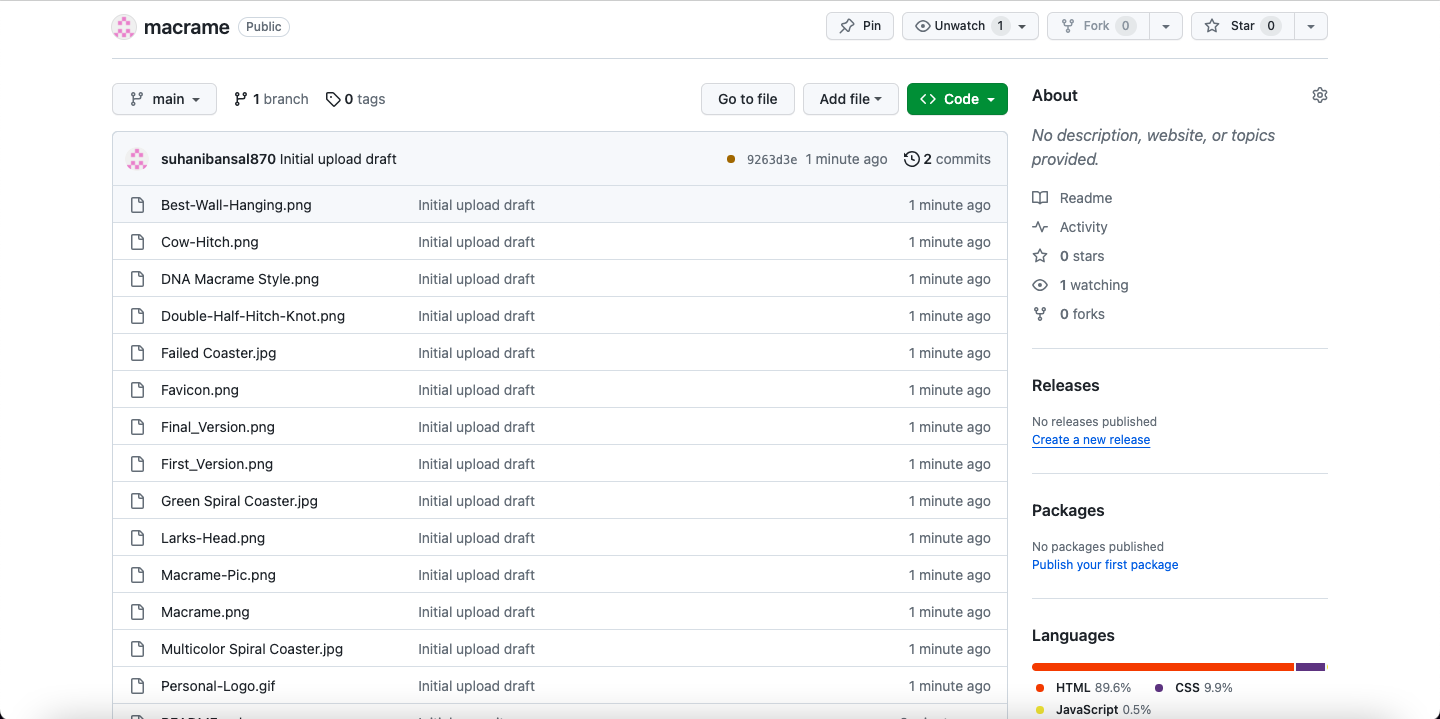 macrame Public Pin Unwatch 1 Fork 0 Star 0
main 1 branch 0 tags Go to file Add file Code
suhanibansal870 Initial upload draft 9263d3e 1 minute ago 2 commits
Best-Wall-Hanging.png Initial upload draft 1 minute ago
Cow-Hitch.png Initial upload draft 1 minute ago
DNA Macrame Style.png Initial upload draft 1 minute ago
Double-Half-Hitch-Knot.png Initial upload draft 1 minute ago
Failed Coaster.jpg Initial upload draft 1 minute ago
Favicon.png Initial upload draft 1 minute ago
Final_Version.png Initial upload draft 1 minute ago
First_Version.png Initial upload draft 1 minute ago
Green Spiral Coaster.jpg Initial upload draft 1 minute ago
Larks-Head.png Initial upload draft 1 minute ago
Macrame-Pic.png Initial upload draft 1 minute ago
Macrame.png Initial upload draft 1 minute ago
Multicolor Spiral Coaster.jpg Initial upload draft 1 minute ago
Personal-Logo.gif Initial upload draft 1 minute ago
About
No description, website, or topics
provided.
Readme
Activity
0 stars
1 watching
0 forks
Releases
No releases published
Create a new release
Packages
No packages published
Publish your first package
Languages
HTML 89.6% CSS 9.9%
JavaScript 0.5%